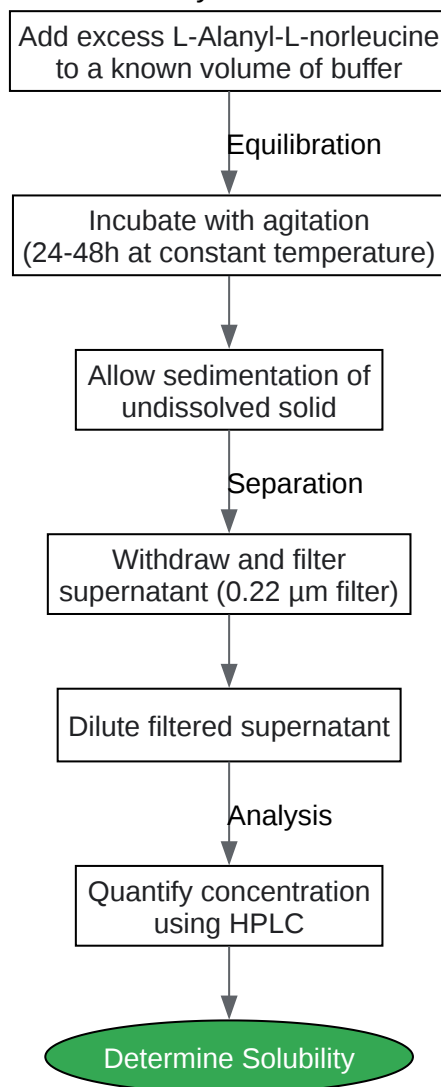 Add excess L-Alanyl-L-norleucine
to a known volume of buffer
Equilibration
Incubate with agitation
(24-48h at constant temperature)
Allow sedimentation of
undissolved solid
Separation
Withdraw and filter
supernatant (0.22 µm filter)
Dilute filtered supernatant
Analysis
Quantify concentration
using HPLC
Determine Solubility